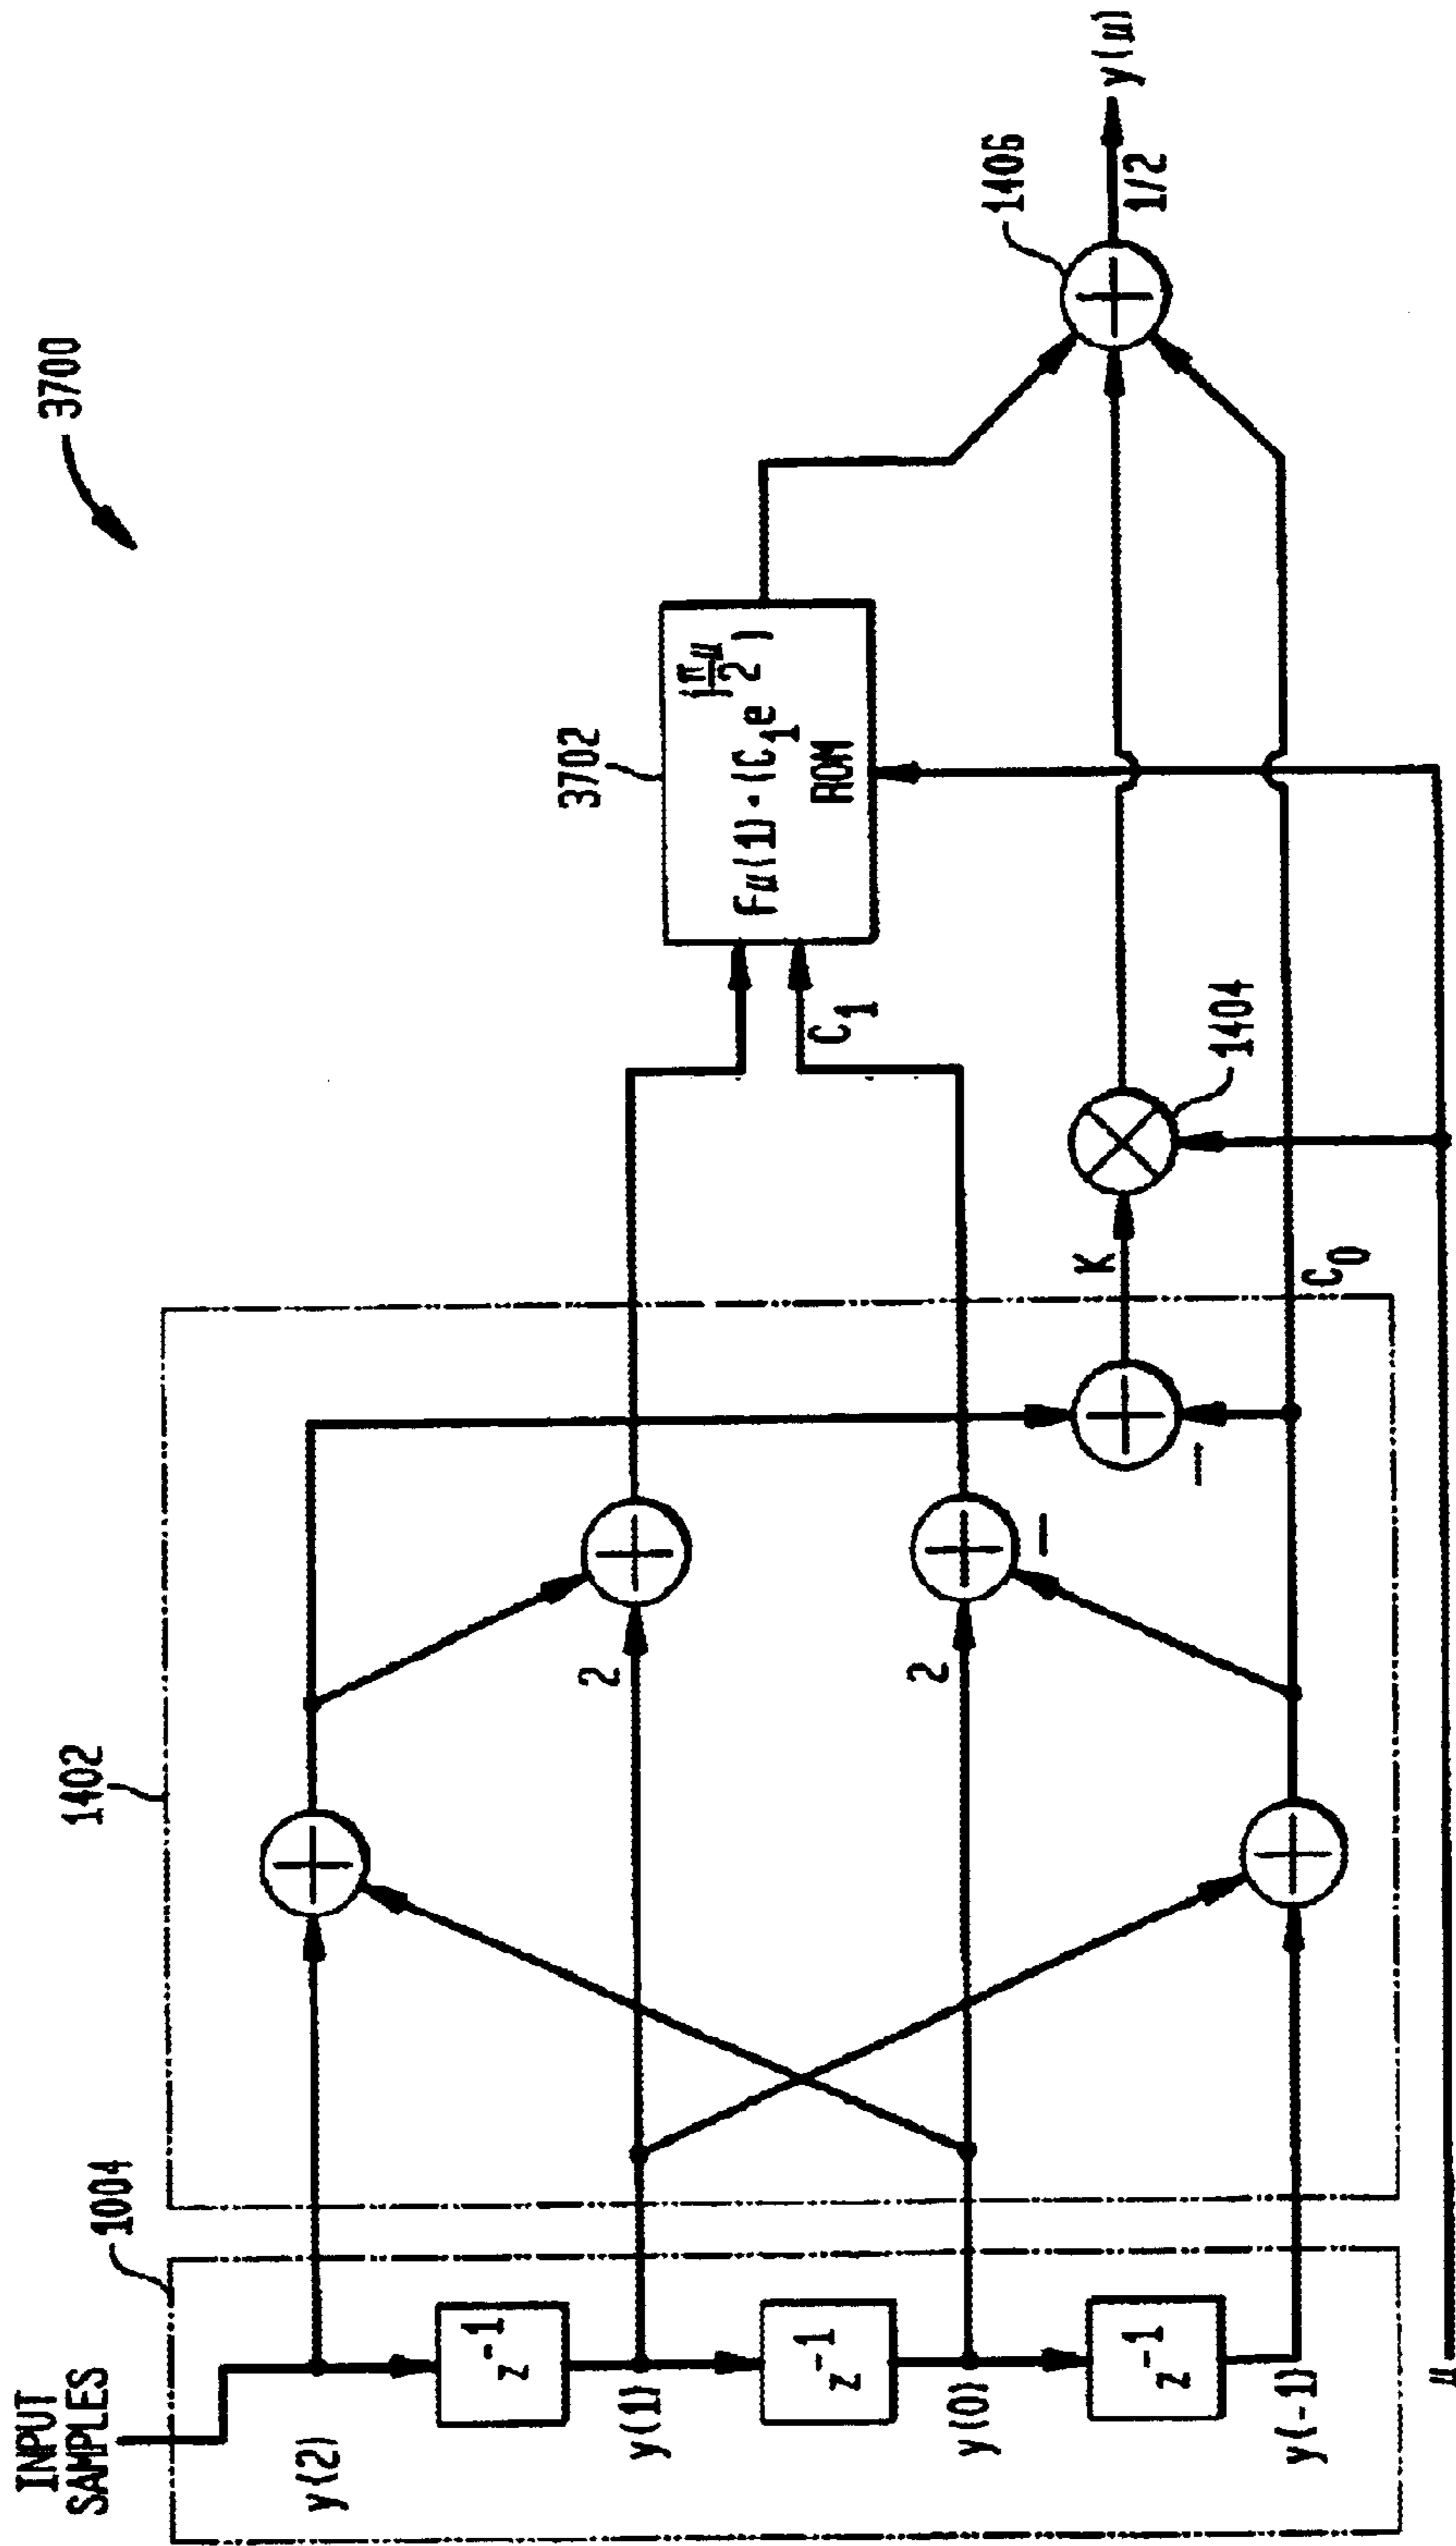 3700
INPUT
SAMPLES
1004
1402
3702
1406
y(2)
z⁻¹
y(1)
z⁻¹
y(0)
z⁻¹
y(-1)
μ
2
2
−
−
K
C₀
C₁
1404
Fμ(1)·(C₁e^{jπμ/2})
ROM
1/2
y(μ)